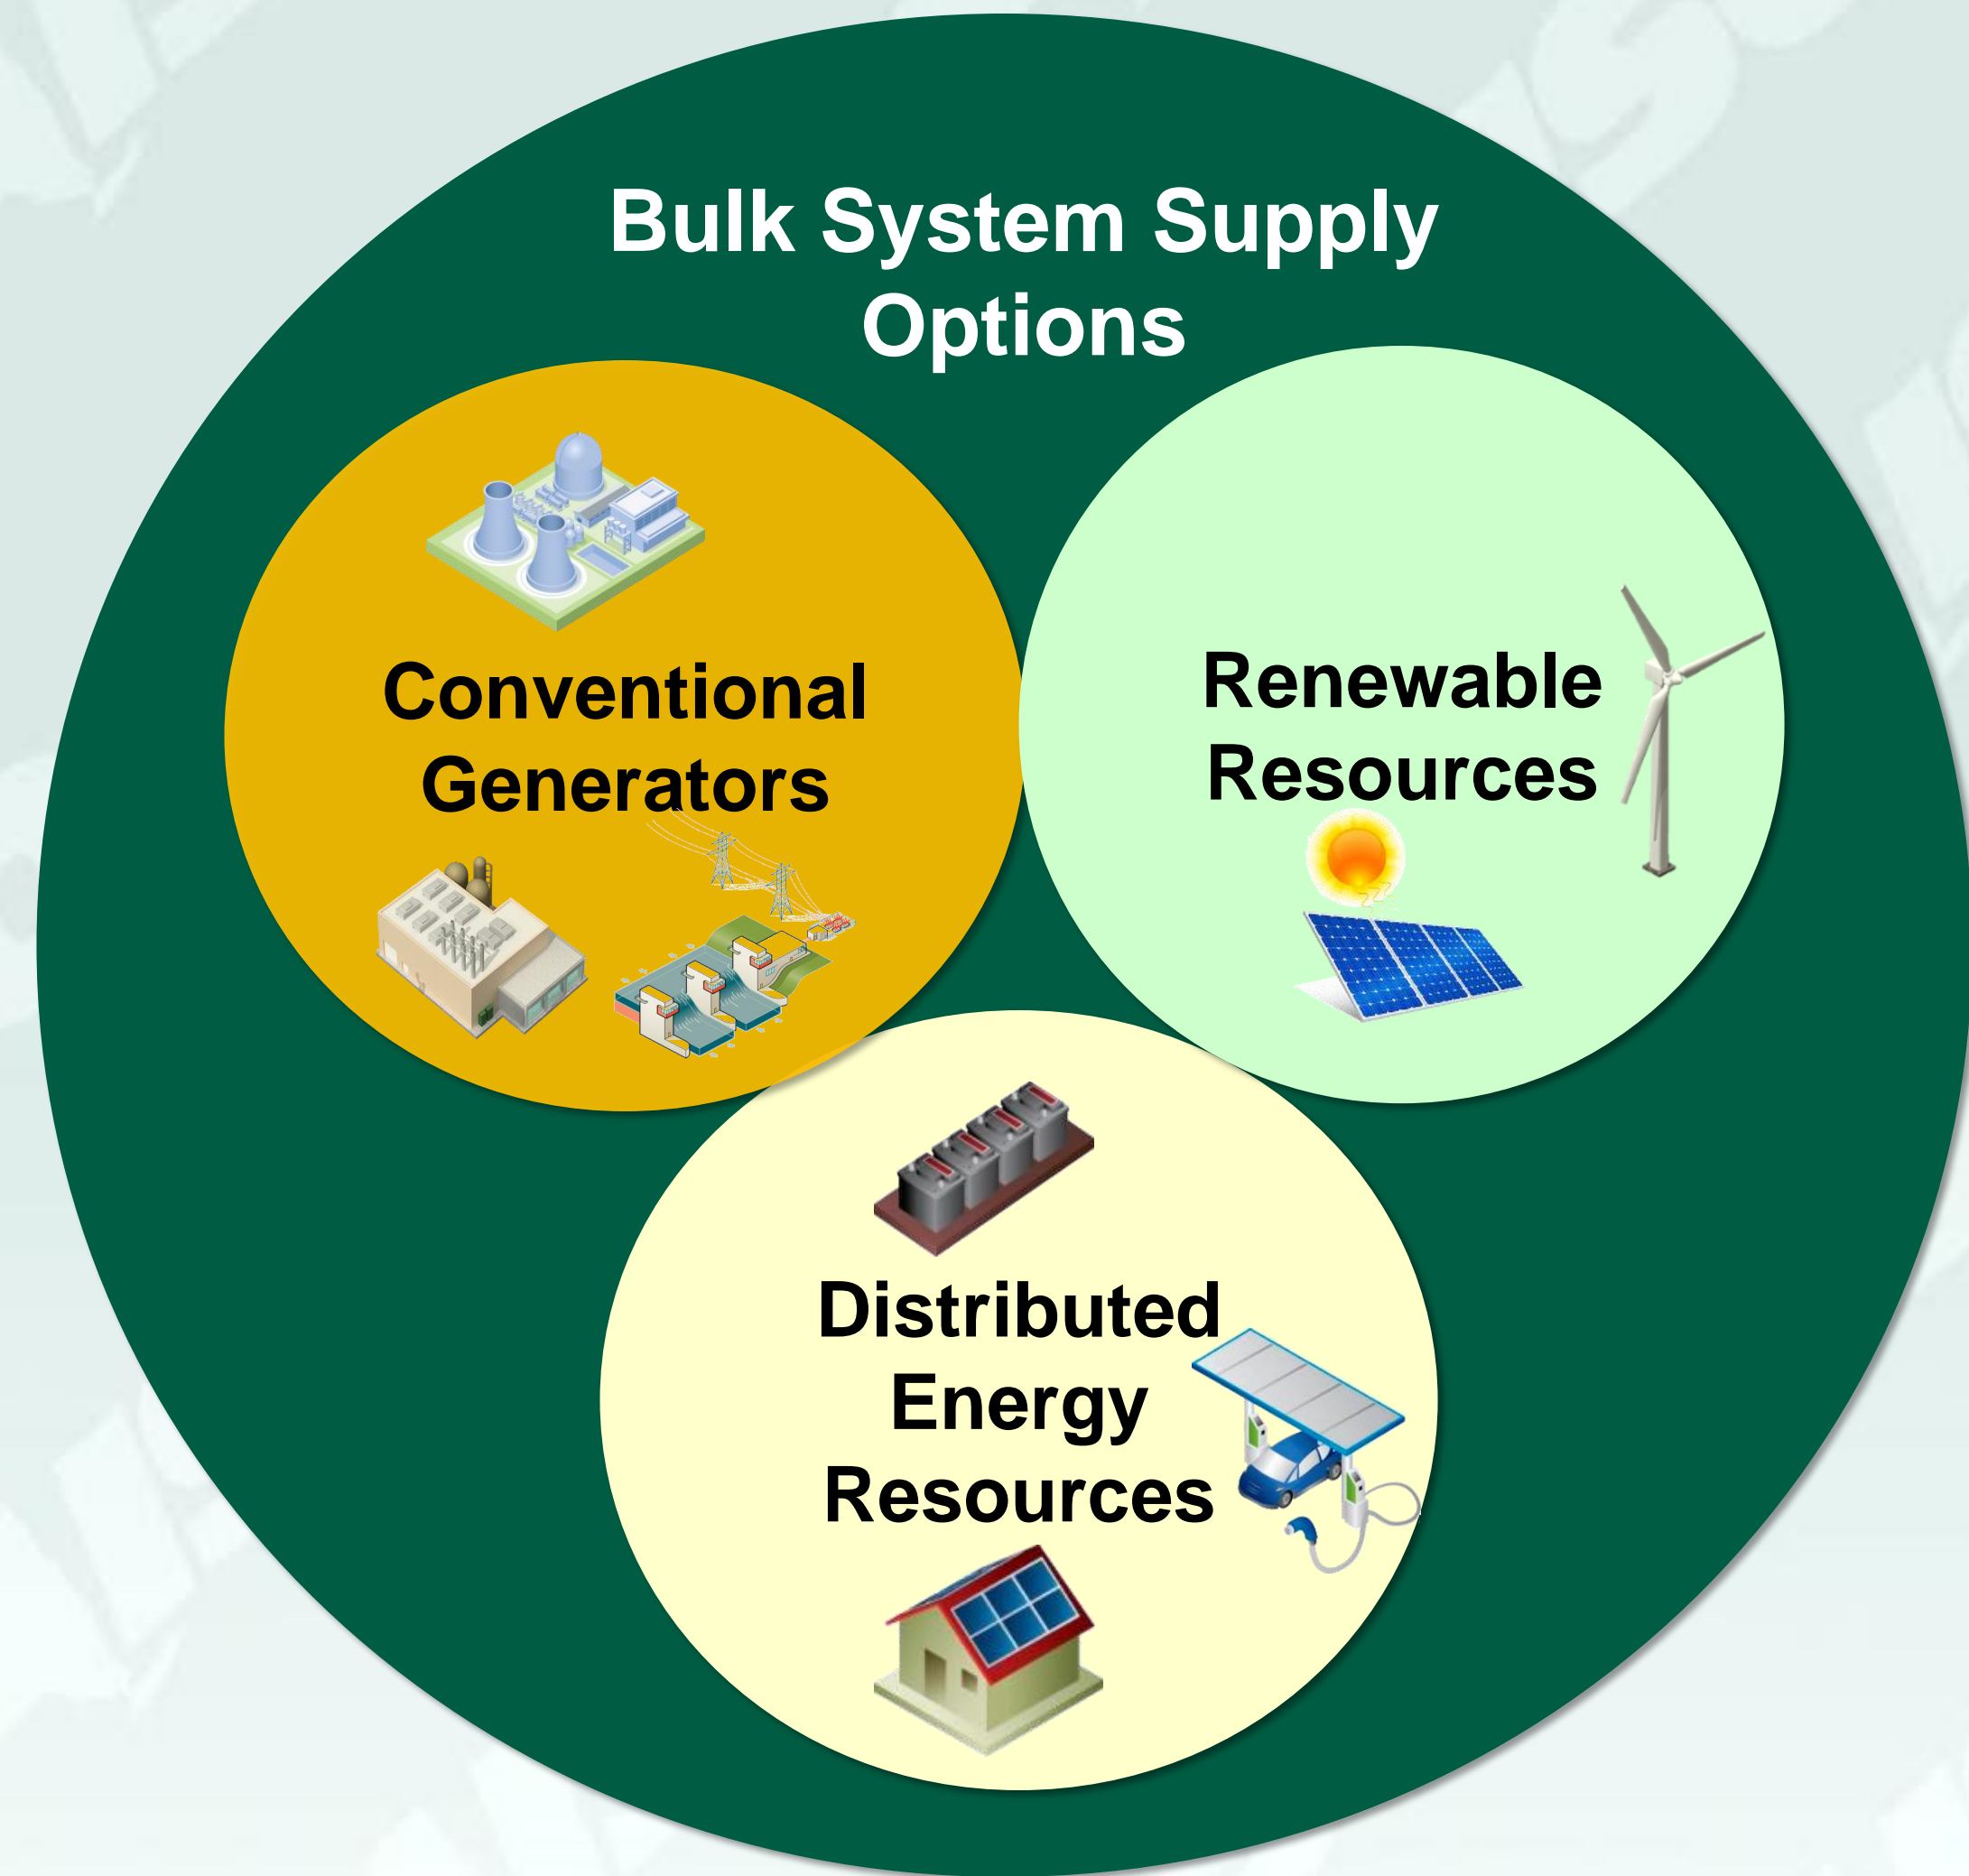 Bulk System Supply
Options
Conventional
Generators
Renewable
Resources
Distributed
Energy
Resources